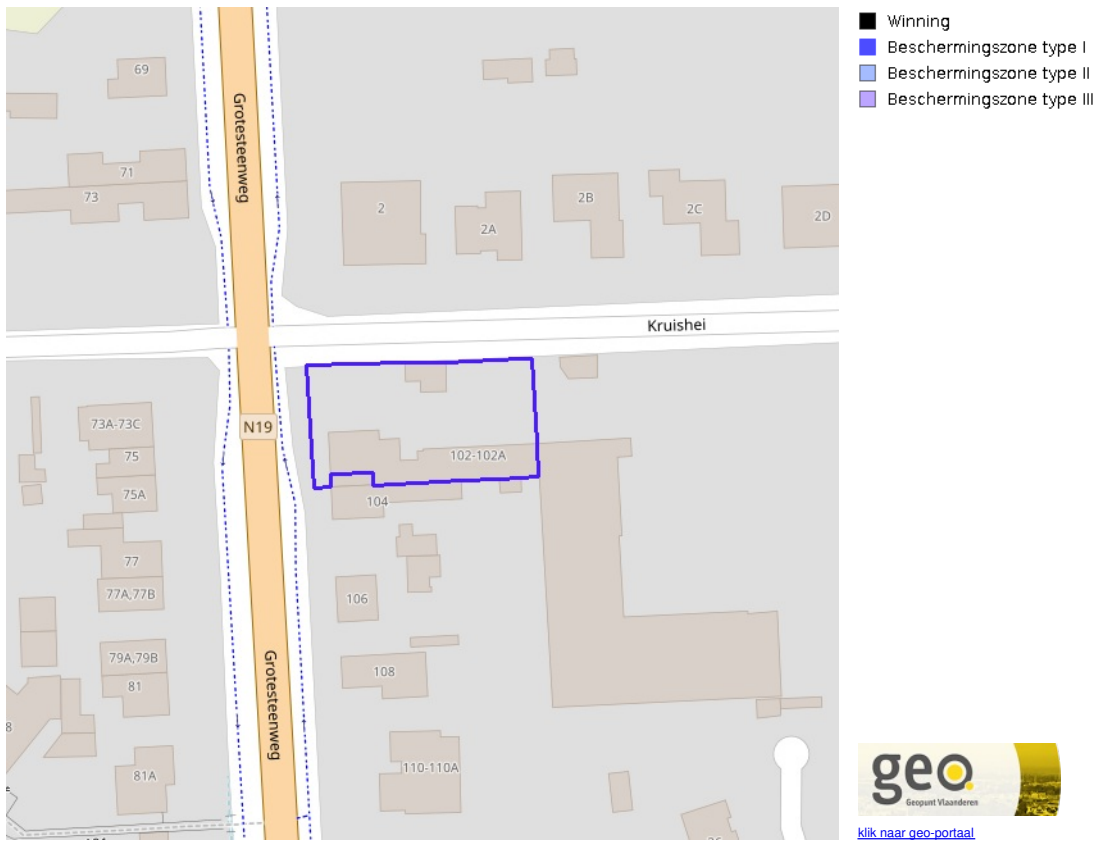 Winning
Beschermingszone type I
Beschermingszone type II
Beschermingszone type III
69
Grotesteenweg
71
73
2
2A
2B
2C
2D
Kruishei
N19
73A-73C
75
75A
102-102A
104
77
77A,77B
106
79A,79B
81
108
Grotesteenweg
8
81A
110-110A
geo.
Geopunt Vlaanderen
klik naar geo-portaal